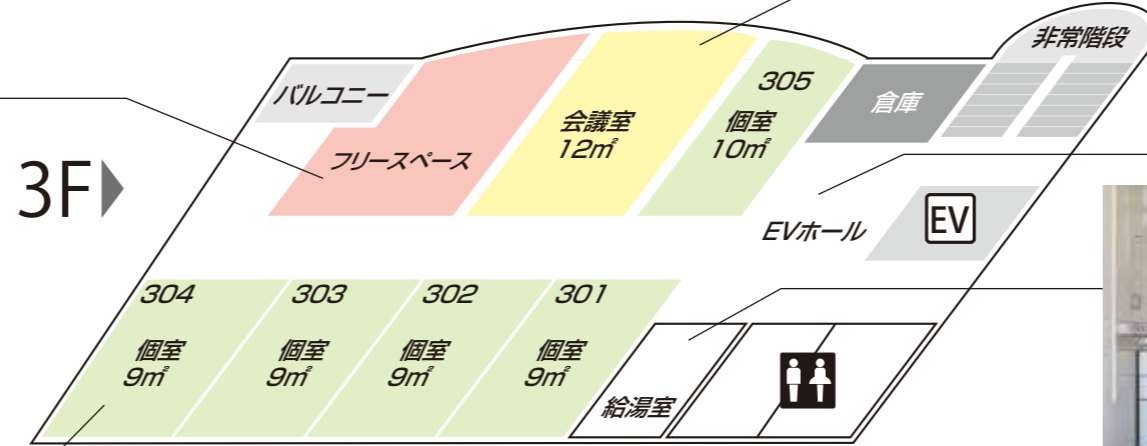 非常階段
バルコニー
305
個室
10㎡
倉庫
会議室
12㎡
フリースペース
3F
EVホール
EV
304
個室
9㎡
303
個室
9㎡
302
個室
9㎡
301
個室
9㎡
給湯室